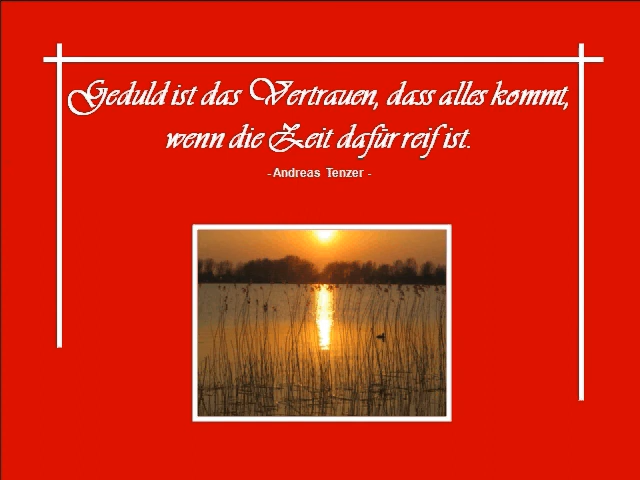 Geduld ist das Vertrauen, dass alles kommt,
wenn die Zeit dafür reif ist.
- Andreas Tenzer -